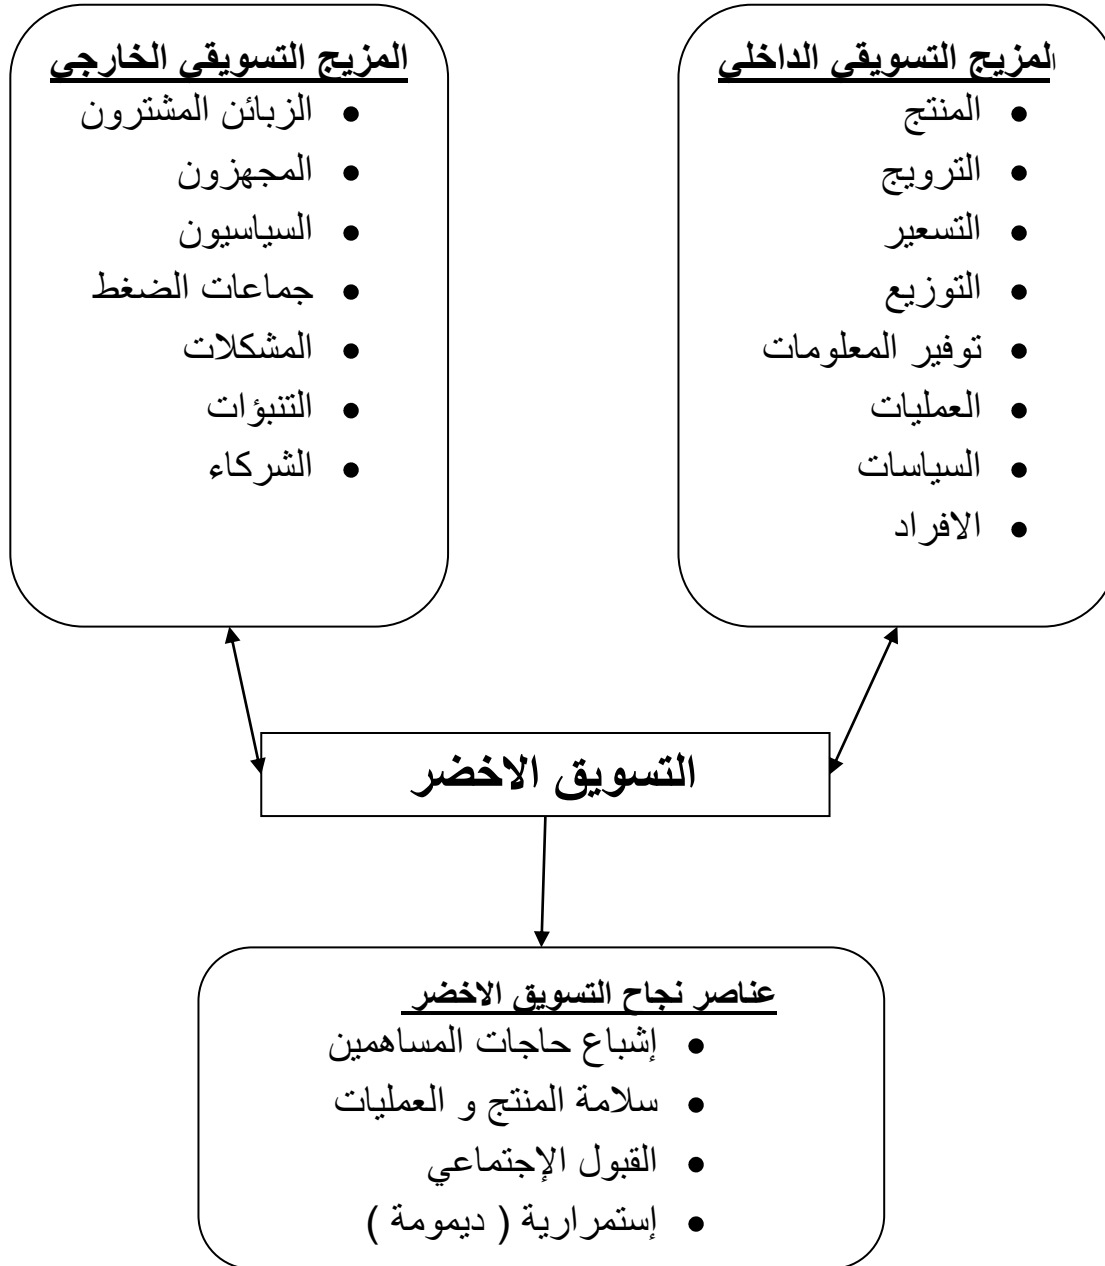 المزيج التسويقي الداخلي
المنتج
الترويج
التسعير
التوزيع
توفير المعلومات
العمليات
السياسات
الافراد
المزيج التسويقي الخارجي
الزبائن المشترون
المجهزون
السياسيون
جماعات الضغط
المشكلات
التنبؤات
الشركاء
التسويق الاخضر
عناصر نجاح التسويق الاخضر
إشباع حاجات المساهمين
سلامة المنتج و العمليات
القبول الإجتماعي
إستمرارية ( ديمومة )